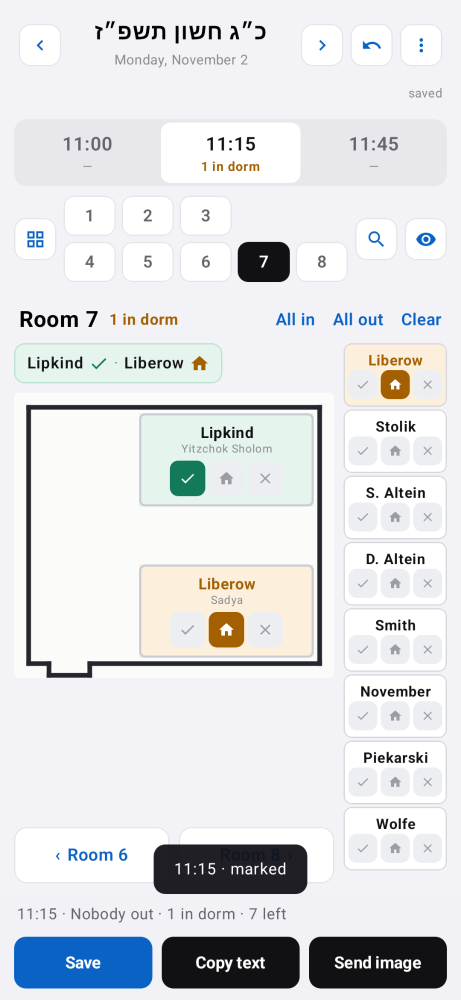 כ״ג חשון תשפ״ז
Monday, November 2
saved
11:00
—
11:15
1 in dorm
11:45
—
1 2 3
4 5 6 7 8
Room 7 1 in dorm All in All out Clear
Lipkind · Liberow
Lipkind
Yitzchok Sholom
Liberow
Sadya
Liberow
Stolik
S. Altein
D. Altein
Smith
November
Piekarski
Wolfe
‹ Room 6
Room 8 ›
11:15 · marked
11:15 · Nobody out · 1 in dorm · 7 left
Save
Copy text
Send image